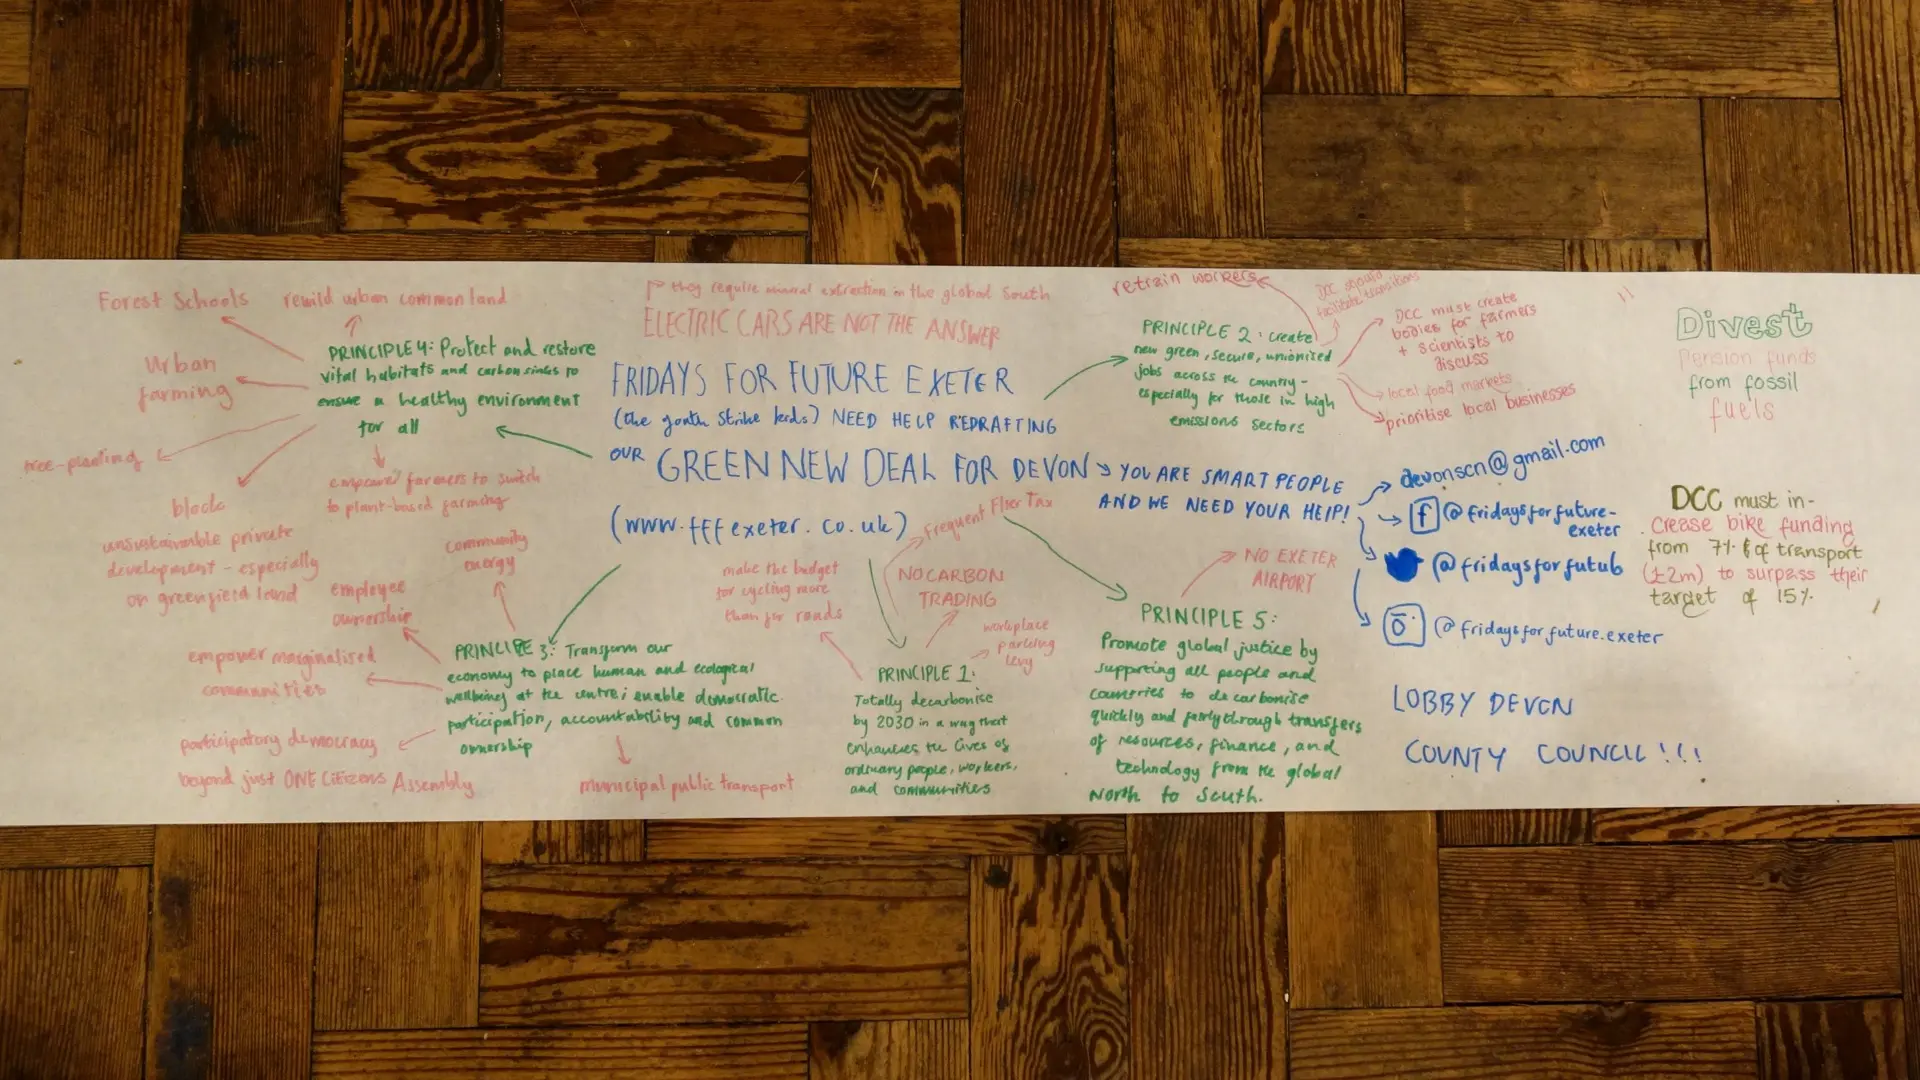 Forest Schools
rewild urban common land
Urban
farming
PRINCIPLE 4: Protect and restore
vital habitats and carbon sinks to
ensure a healthy environment
for all
tree-planting
block
unsustainable private
development - especially
on greenfield land
empower farmers to switch
to plant-based farming
they require mineral extraction in the global South
ELECTRIC CARS ARE NOT THE ANSWER
FRIDAYS FOR FUTURE EXETER
(the youth strike kids) NEED HELP REDRAFTING
OUR GREEN NEW DEAL FOR DEVON → YOU ARE SMART PEOPLE
AND WE NEED YOUR HELP!
(www.fffexeter.co.uk)
retrain workers
DCC should
facilitate transitions
DCC must create
bodies for farmers
+ scientists to
discuss
PRINCIPLE 2: create
new green, secure, unionised
jobs across the country -
especially for those in high
emissions sectors
local food markets
prioritise local businesses
Divest
Pension funds
from fossil
fuels
devonscn@gmail.com
@fridaysforfuture-
exeter
@fridaysforfutub
@fridaysforfuture.exeter
DCC must in-
crease bike funding
from 7% of transport
(£2m) to surpass their
target of 15%
LOBBY DEVON
COUNTY COUNCIL!!!
community
energy
employee
ownership
empower marginalised
communities
participatory democracy
beyond just ONE Citizens Assembly
PRINCIPLE 3: Transform our
economy to place human and ecological
wellbeing at the centre; enable democratic
participation, accountability and common
ownership
municipal public transport
make the budget
for cycling more
than for roads
Frequent Flier Tax
NO CARBON
TRADING
workplace
parking
levy
PRINCIPLE 1:
Totally decarbonise
by 2030 in a way that
enhances the lives of
ordinary people, workers,
and communities
NO EXETER
AIRPORT
PRINCIPLE 5:
Promote global justice by
supporting all people and
countries to decarbonise
quickly and fairly through transfers
of resources, finance, and
technology from the global
North to South.